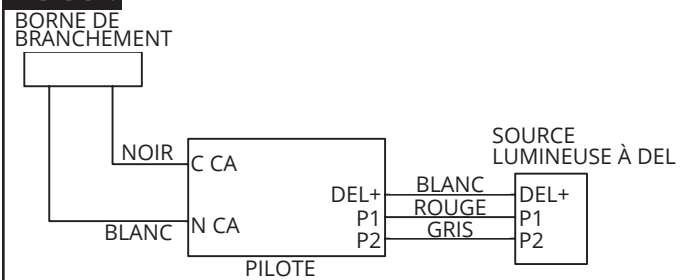 BORNE DE
BRANCHEMENT
NOIR
C CA
BLANC
N CA
PILOTE
DEL+
P1
P2
BLANC
ROUGE
GRIS
SOURCE
LUMINEUSE À DEL
DEL+
P1
P2